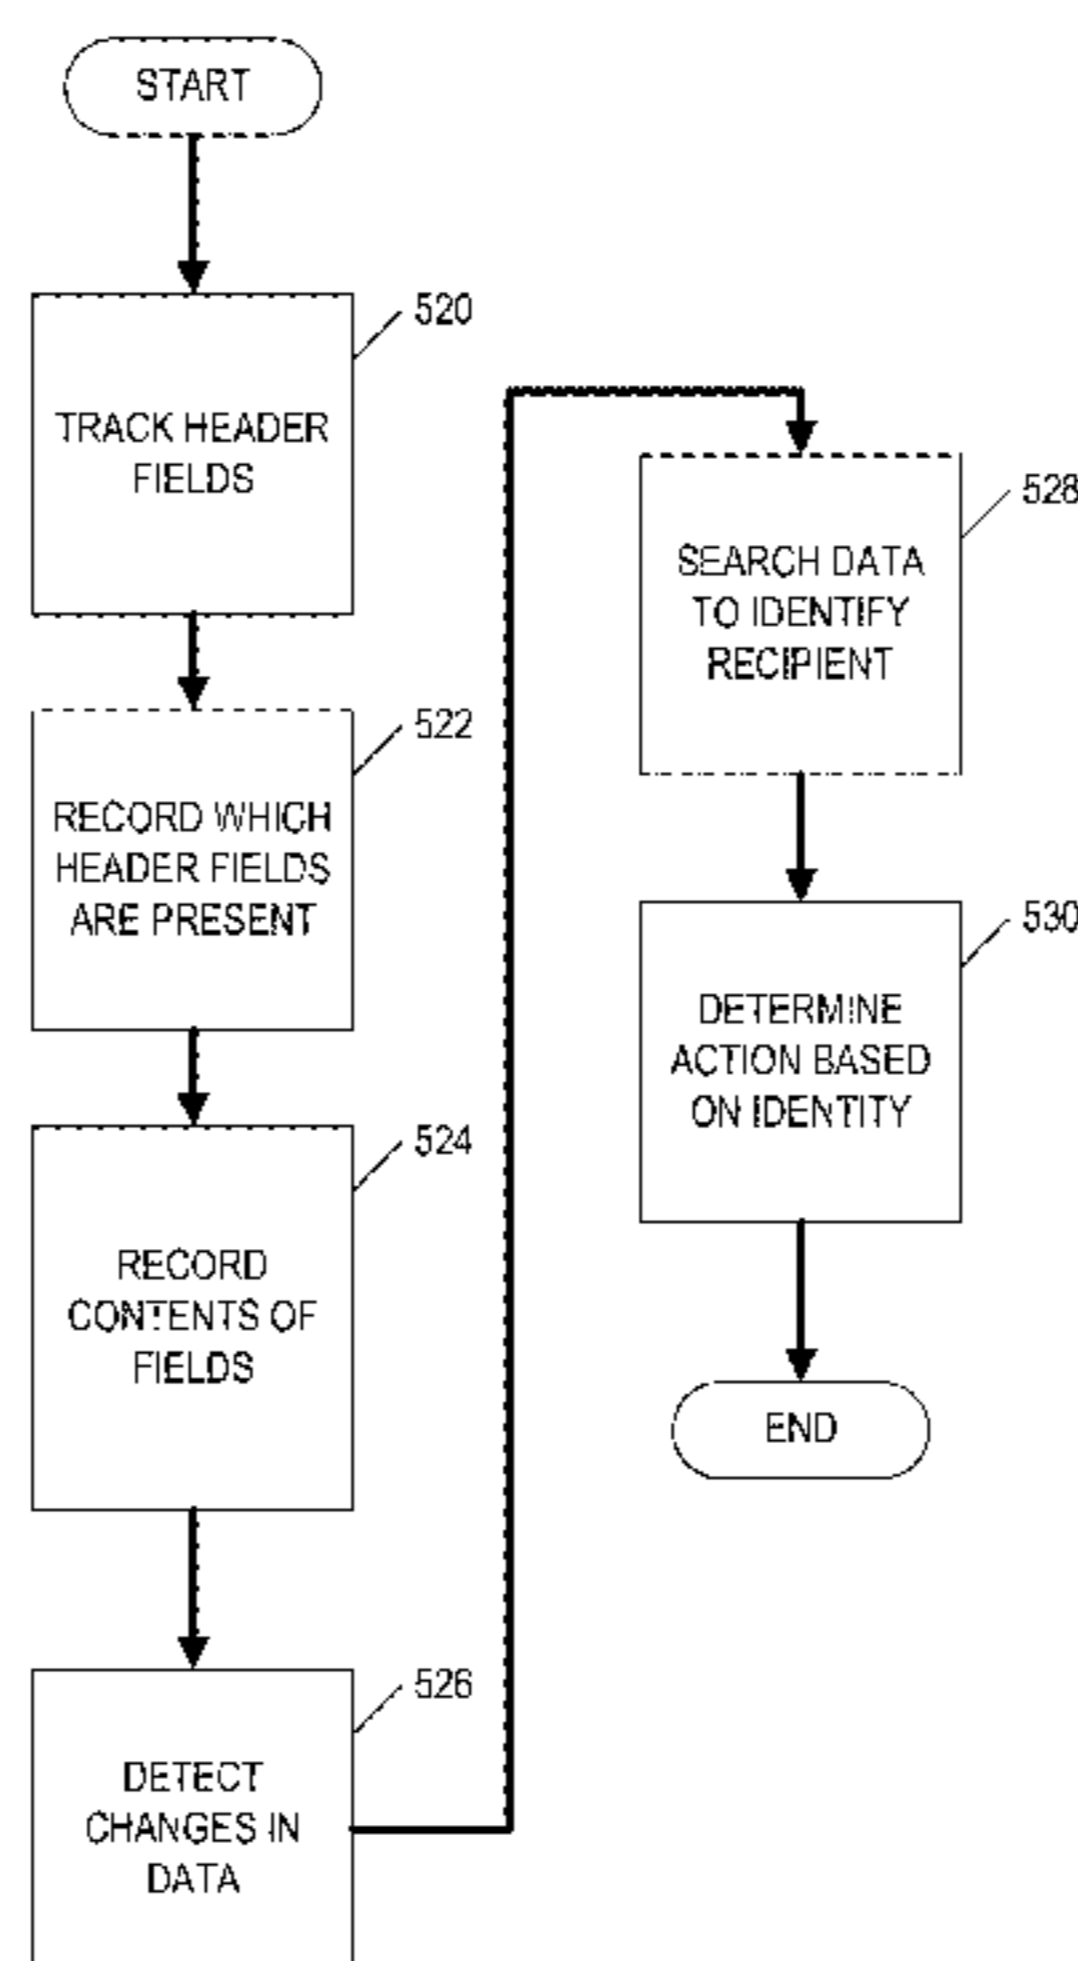 START
520
TRACK HEADER
FIELDS
522
RECORD WHICH
HEADER FIELDS
ARE PRESENT
524
RECORD
CONTENTS OF
FIELDS
526
DETECT
CHANGES IN
DATA
528
SEARCH DATA
TO IDENTIFY
RECIPIENT
530
DETERMINE
ACTION BASED
ON IDENTITY
END